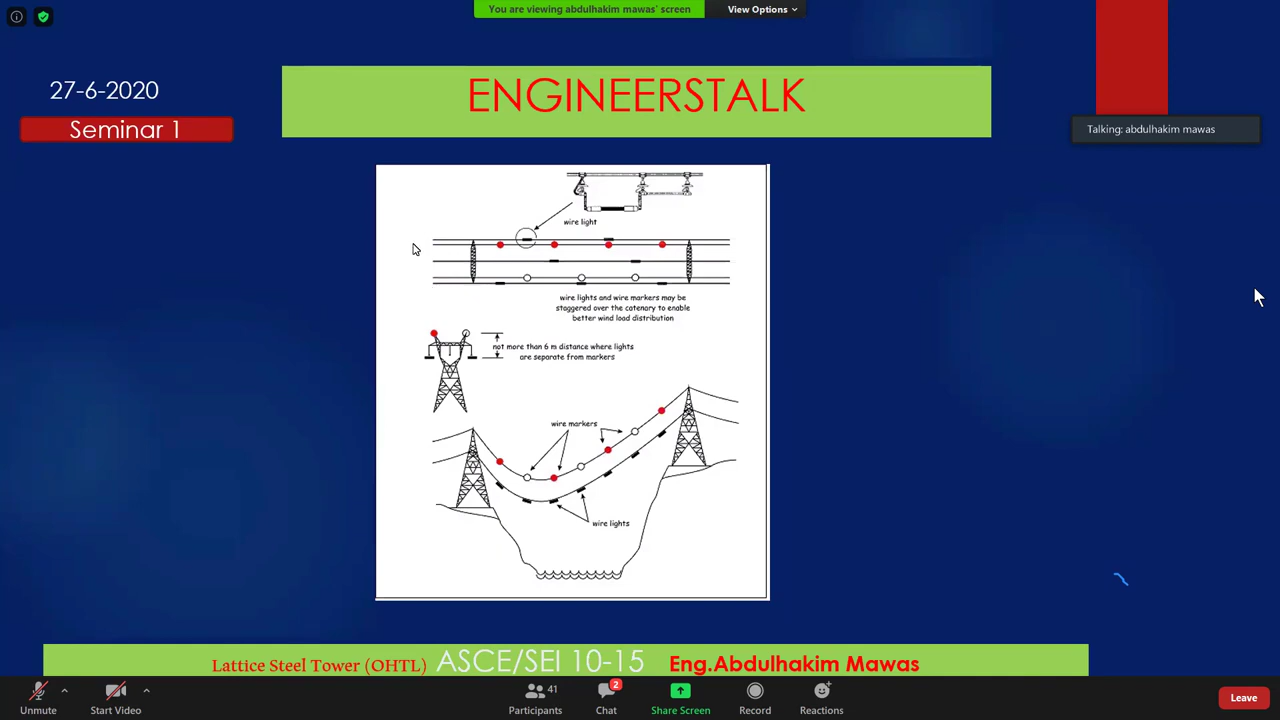 You are viewing abdulhakim mawas' screen
View Options
27-6-2020
ENGINEERSTALK
Seminar 1
Talking: abdulhakim mawas
wire light
wire lights and wire markers may be
staggered over the catenary to enable
better wind load distribution
not more than 6 m distance where lights
are separate from markers
wire markers
wire lights
Lattice Steel Tower (OHTL) ASCE/SEI 10-15 Eng.Abdulhakim Mawas
Unmute
Start Video
41
Participants
2
Chat
Share Screen
Record
Reactions
Leave